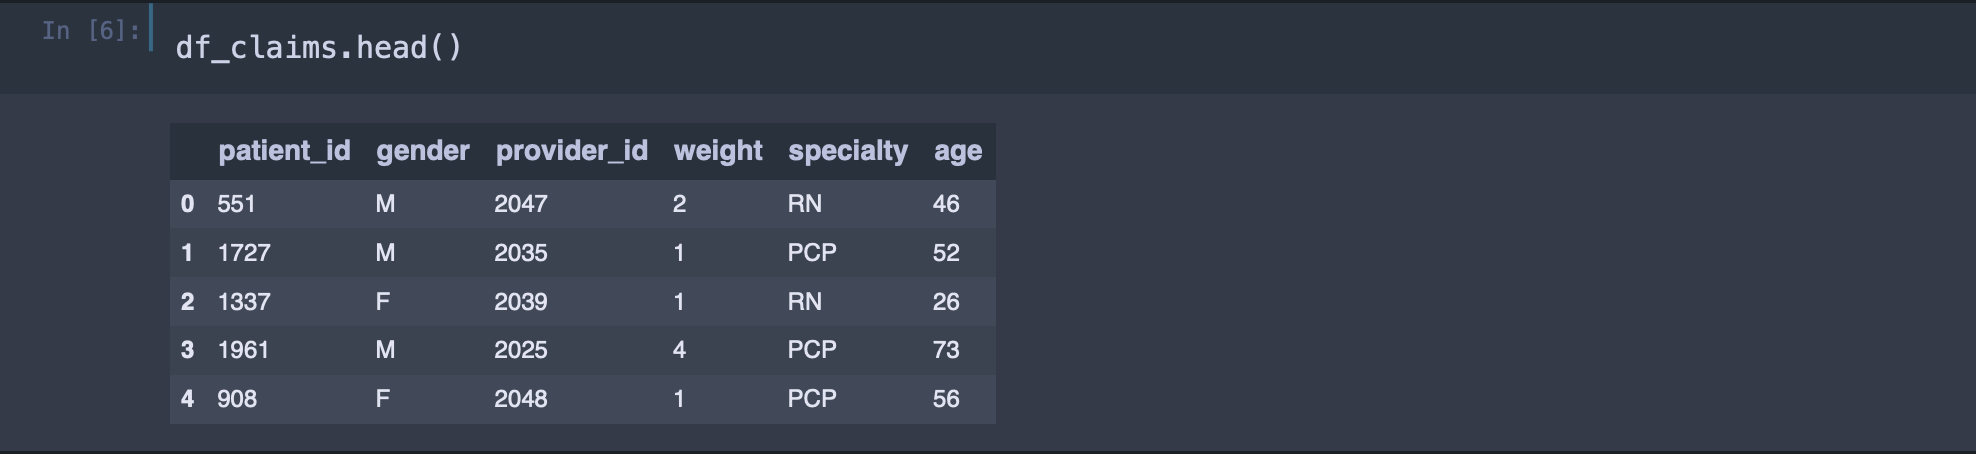 In [6]:
df_claims.head()
patient_id gender provider_id weight specialty age
0 551 M 2047 2 RN 46
1 1727 M 2035 1 PCP 52
2 1337 F 2039 1 RN 26
3 1961 M 2025 4 PCP 73
4 908 F 2048 1 PCP 56